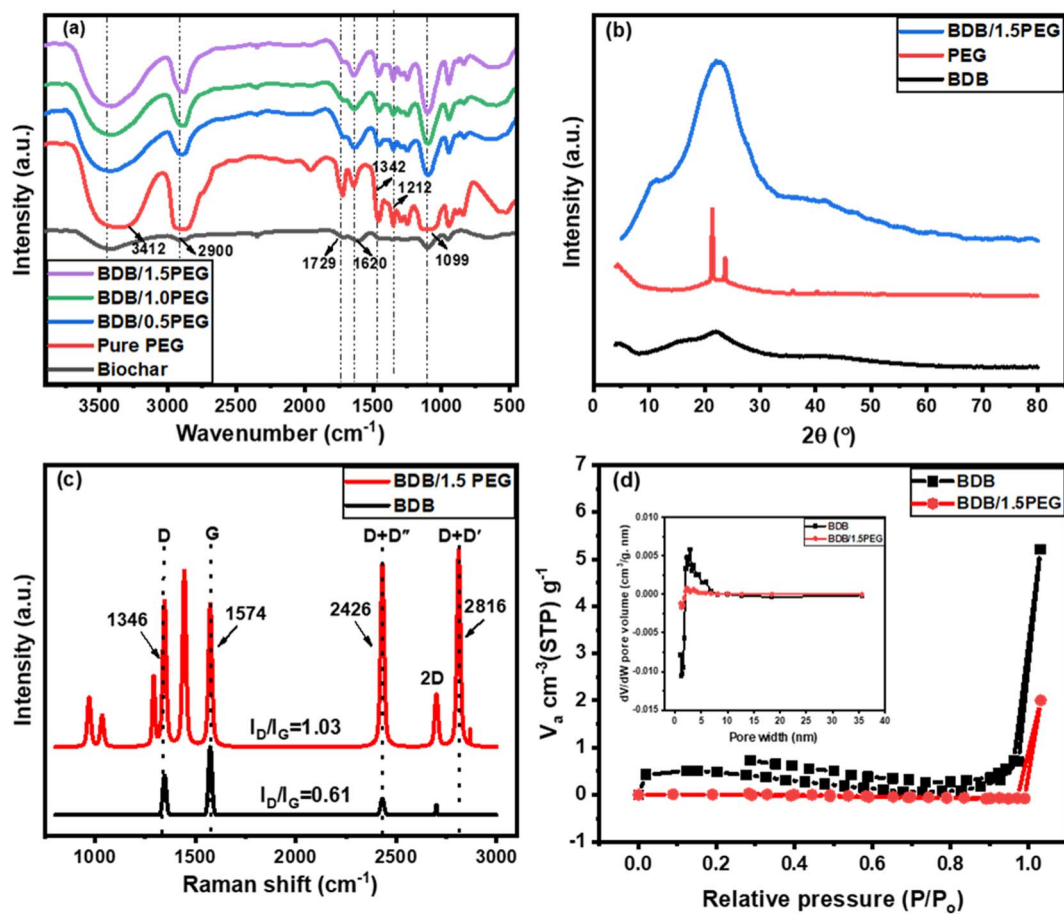 (a)
1342
1212
3412
2900
1729
1620
1099
BDB/1.5PEG
BDB/1.0PEG
BDB/0.5PEG
Pure PEG
Biochar
Intensity (a.u.)
3500 3000 2500 2000 1500 1000 500
Wavenumber (cm⁻¹)
(b)
BDB/1.5PEG
PEG
BDB
Intensity (a.u.)
0 10 20 30 40 50 60 70 80
2θ (°)
(c)
BDB/1.5 PEG
BDB
D G D+D″ D+D′
1346
1574
2426
2816
2D
I_D/I_G=1.03
I_D/I_G=0.61
Intensity (a.u.)
1000 1500 2000 2500 3000
Raman shift (cm⁻¹)
(d)
BDB
BDB/1.5PEG
7
6
5
4
3
2
1
0
-1
Vₐ cm⁻³(STP) g⁻¹
0.0 0.2 0.4 0.6 0.8 1.0
Relative pressure (P/Pₒ)
BDB
BDB/1.5PEG
0.010
0.005
0.000
-0.005
-0.010
-0.015
dV/dW pore volume (cm³/g. nm)
0 5 10 15 20 25 30 35 40
Pore width (nm)